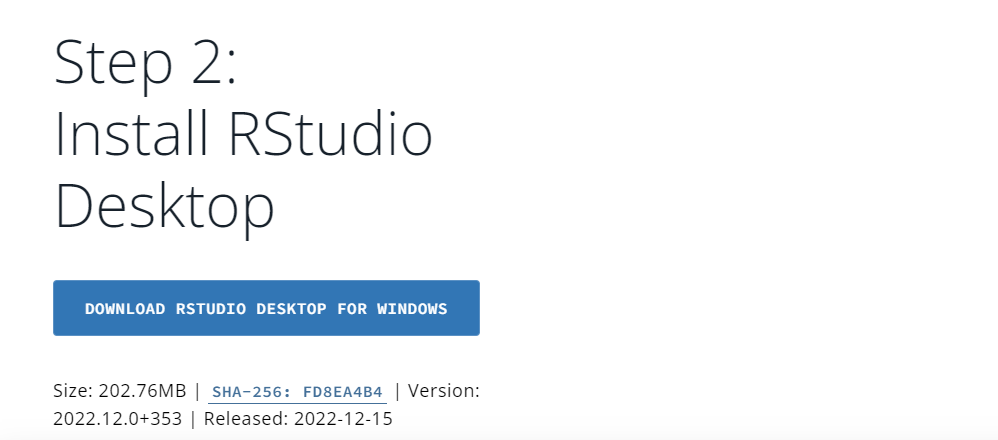 Step 2:
Install RStudio
Desktop
DOWNLOAD RSTUDIO DESKTOP FOR WINDOWS
Size: 202.76MB | SHA-256: FD8EA4B4 | Version:
2022.12.0+353 | Released: 2022-12-15